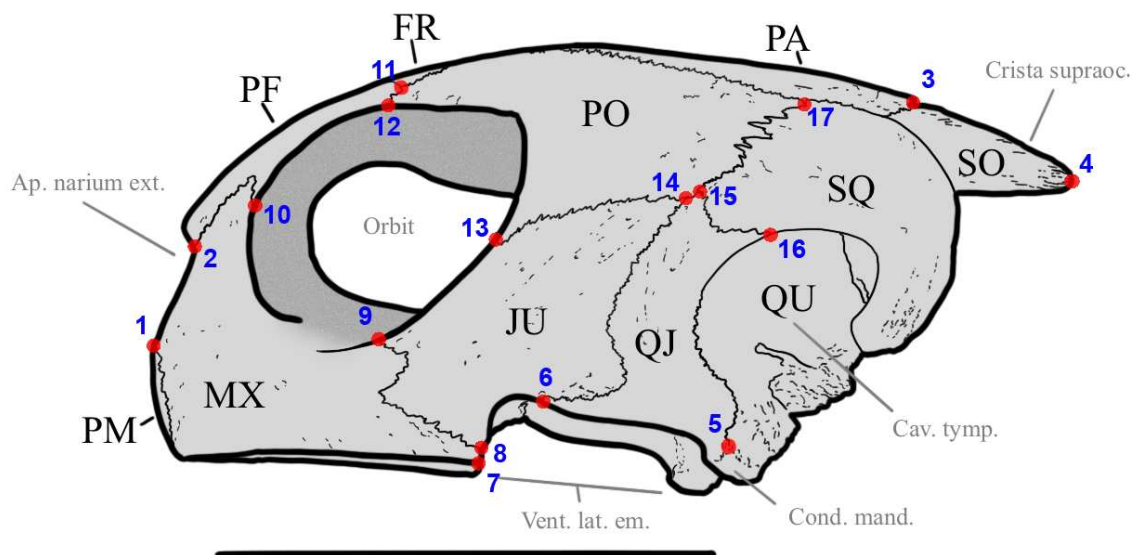 FR
PA
11
3
Crista supraoc.
PF
12
PO
17
SO
4
Ap. narium ext.
14
15
SQ
10
Orbit
13
2
16
1
9
JU
QJ
QU
6
MX
5
PM
8
7
Cav. tymp.
Vent. lat. em.
Cond. mand.